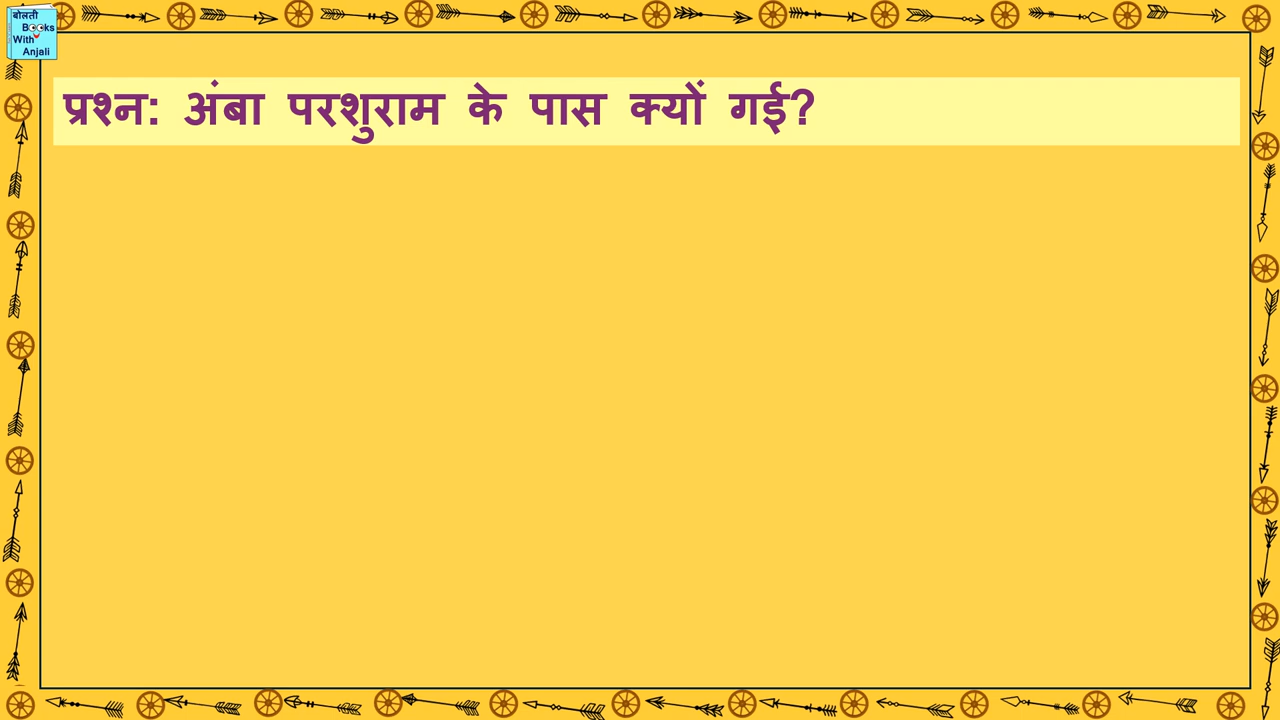 बोलती
Books
With
Anjali
प्रश्न: अंबा परशुराम के पास क्यों गई?